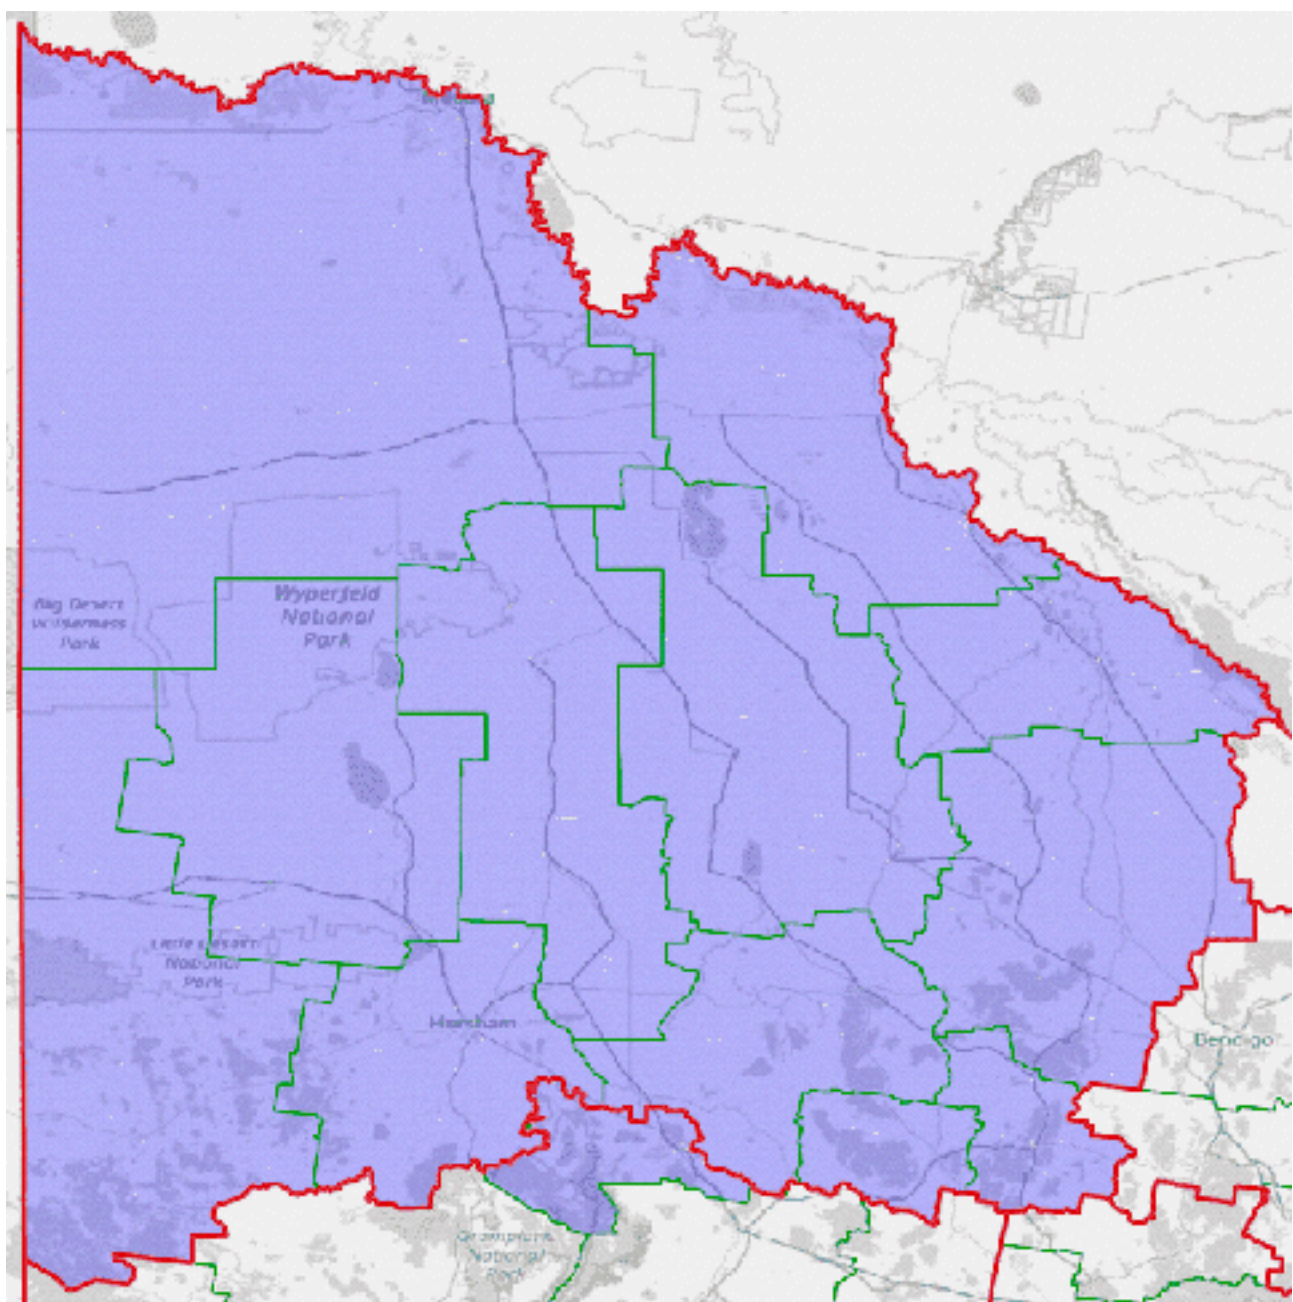 Wyperfeld
National
Park
Big Desert
Wilderness
Park
Little Desert
National
Park
Horsham
Bendigo
Grampians
National
Park